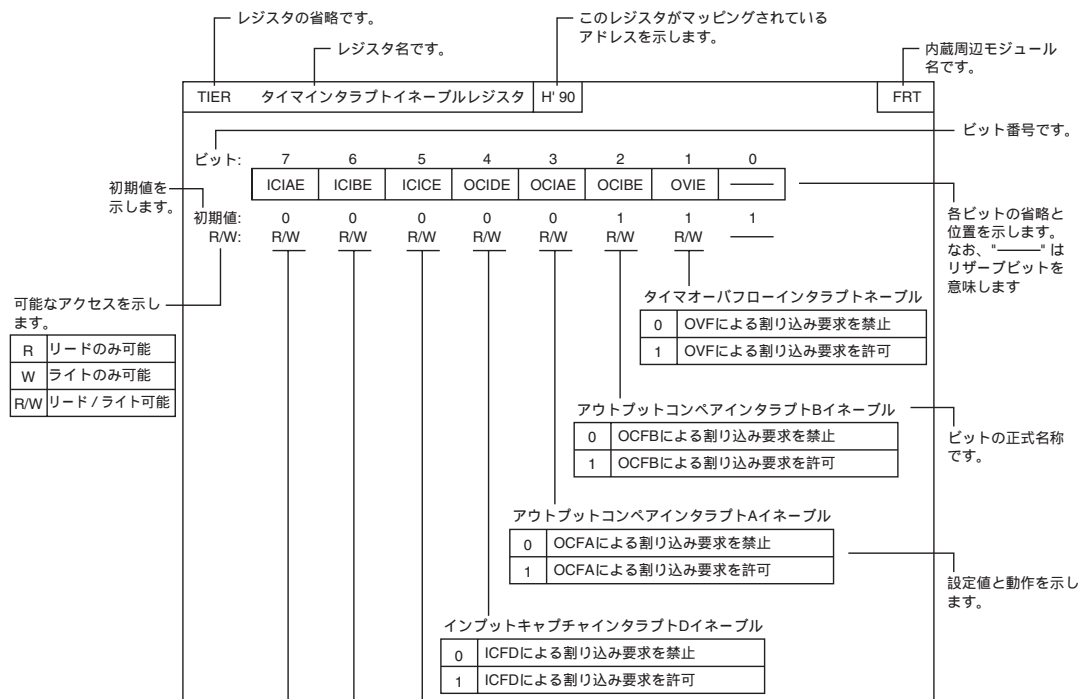 レジスタの省略です。
レジスタ名です。
このレジスタがマッピングされている
アドレスを示します。
内蔵周辺モジュール
名です。
TIER タイマインタラプトイネーブルレジスタ H' 90 FRT
ビット番号です。
ビット: 7 6 5 4 3 2 1 0
ICIAE ICIBE ICICE OCIDE OCIAE OCIBE OVIE ―――
初期値を
示します。
初期値: 0 0 0 0 0 1 1 1
R/W: R/W R/W R/W R/W R/W R/W R/W ―――
各ビットの省略と
位置を示します。
なお、"―――" は
リザーブビットを
意味します
可能なアクセスを示し
ます。
R リードのみ可能
W ライトのみ可能
R/W リード / ライト可能
タイマオーバフローインタラプトネーブル
0 OVFによる割り込み要求を禁止
1 OVFによる割り込み要求を許可
アウトプットコンペアインタラプトBイネーブル
0 OCFBによる割り込み要求を禁止
1 OCFBによる割り込み要求を許可
ビットの正式名称
です。
アウトプットコンペアインタラプトAイネーブル
0 OCFAによる割り込み要求を禁止
1 OCFAによる割り込み要求を許可
設定値と動作を示し
ます。
インプットキャプチャインタラプトDイネーブル
0 ICFDによる割り込み要求を禁止
1 ICFDによる割り込み要求を許可